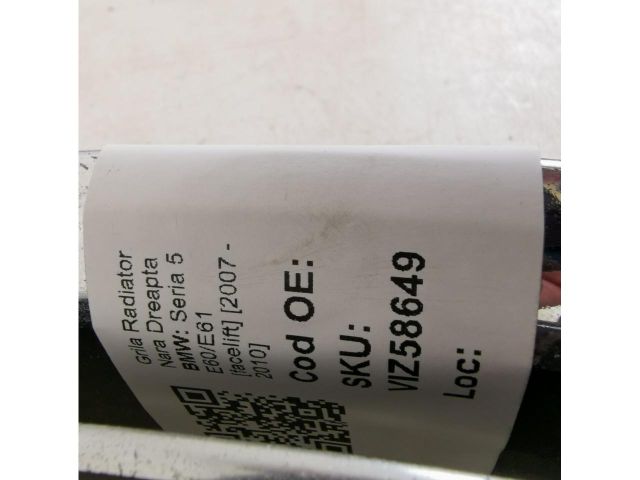 Grila Radiator
Nara Dreapta
BMW: Seria 5
E60/E61
[facelift] [2007 -
2010]
Cod OE:
SKU:
VIZ58649
Loc: